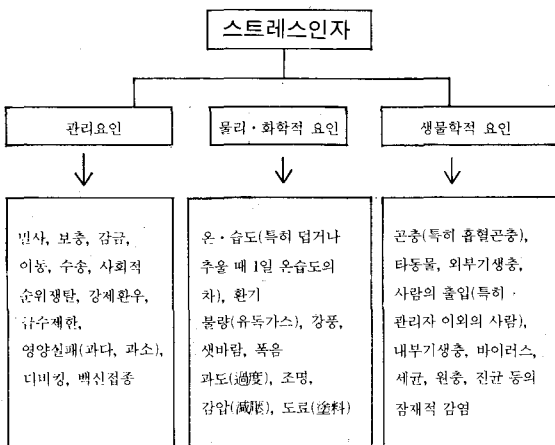 스트레스인자
관리요인
물리·화학적 요인
생물학적 요인
밀사, 보충, 감금,
이동, 수송, 사회적
순위쟁탈, 강제환우,
급수제한,
영양실패(과다, 과소),
디비킹, 백신접종
온·습도(특히 덥거나
추울 때 1일 온습도의
차), 환기
불량(유독가스), 강풍,
샛바람, 폭음
과도(過度), 조명,
감압(減壓), 도료(塗料)
곤충(특히 흡혈곤충),
타동물, 외부기생충,
사람의 출입(특히
관리자 이외의 사람),
내부기생충, 바이러스,
세균, 원충, 진균 등의
잠재적 감염